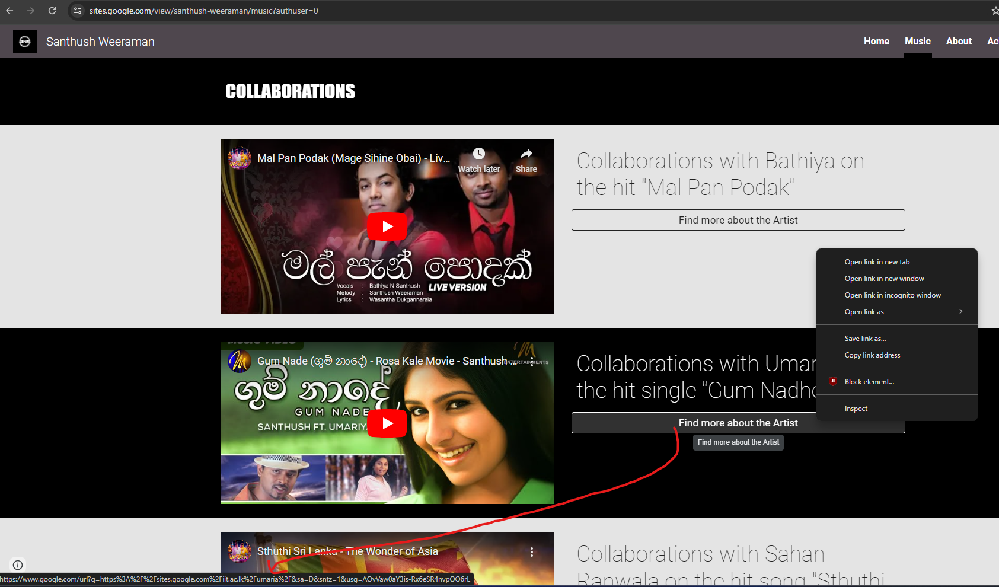 sites.google.com/view/santhush-weeraman/music?authuser=0
BNS
Santhush Weeraman
Home
Music
About
Ac
COLLABORATIONS
Mal Pan Podak (Mage Sihine Obai) - Liv...
Watch later
Share
මල් පැන් පොදක්
LIVE VERSION
Vocals : Bathiya N Santhush
Melody : Santhush Weeraman
Lyrics : Wasantha Dukgannarala
Collaborations with Bathiya on
the hit "Mal Pan Podak"
Find more about the Artist
Open link in new tab
Open link in new window
Open link in incognito window
Open link as
Save link as...
Copy link address
Block element...
Inspect
MUSIC VIDEO
Gum Nade (ගුම් නාදේ) - Rosa Kale Movie - Santhush ...
ENTERTAINMENTS
ගුම් නාදේ
GUM NADE
SANTHUSH FT. UMARIY
Collaborations with Umar
the hit single "Gum Nadhe
Find more about the Artist
Find more about the Artist
Sthuthi Sri Lanka - The Wonder of Asia
Collaborations with Sahan
Ranwala on the hit song "Sthuthi
https://www.google.com/url?q=https%3A%2F%2Fsites.google.com%2Fiit.ac.lk%2Fumaria%2F&sa=D&sntz=1&usg=AOvVaw0aY3is-Rx6eSR4nvpOO6rL